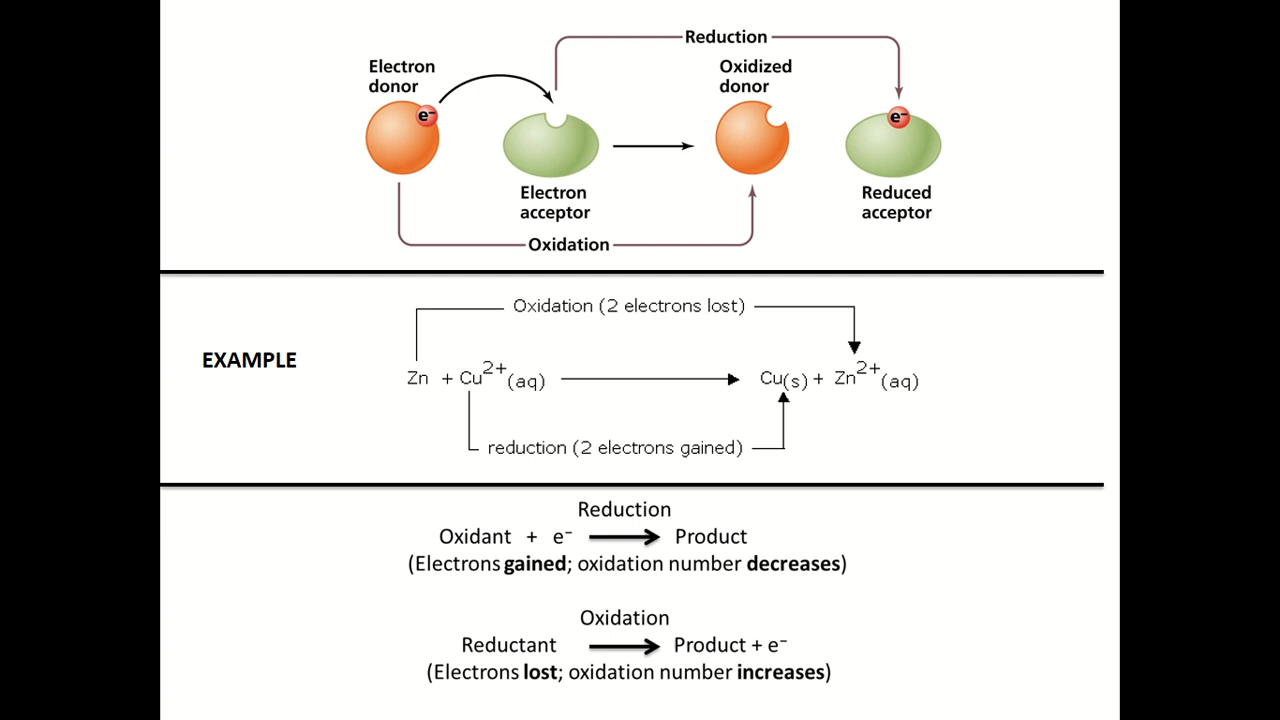 Reduction
Electron
donor
Oxidized
donor
e⁻
e⁻
Electron
acceptor
Reduced
acceptor
Oxidation
Oxidation (2 electrons lost)
EXAMPLE
Zn + Cu²⁺(aq) Cu(s) + Zn²⁺(aq)
reduction (2 electrons gained)
Reduction
Oxidant + e⁻ Product
(Electrons gained; oxidation number decreases)
Oxidation
Reductant Product + e⁻
(Electrons lost; oxidation number increases)